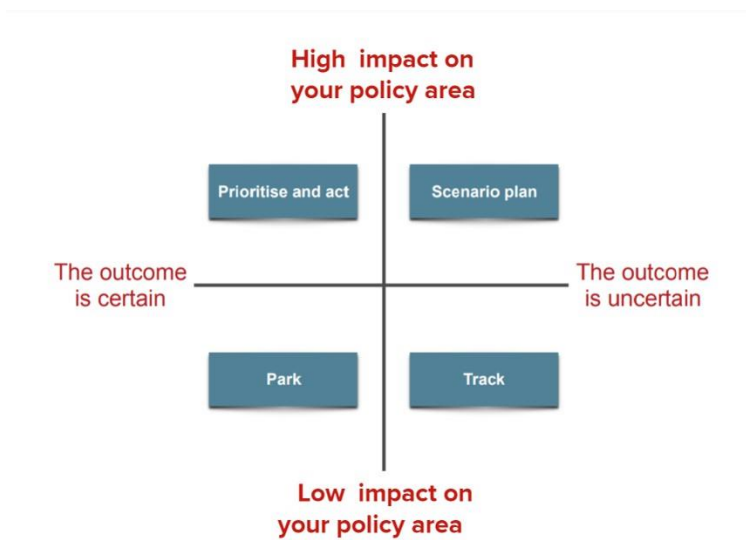 High impact on
your policy area
Prioritise and act
Scenario plan
The outcome
is certain
The outcome
is uncertain
Park
Track
Low impact on
your policy area